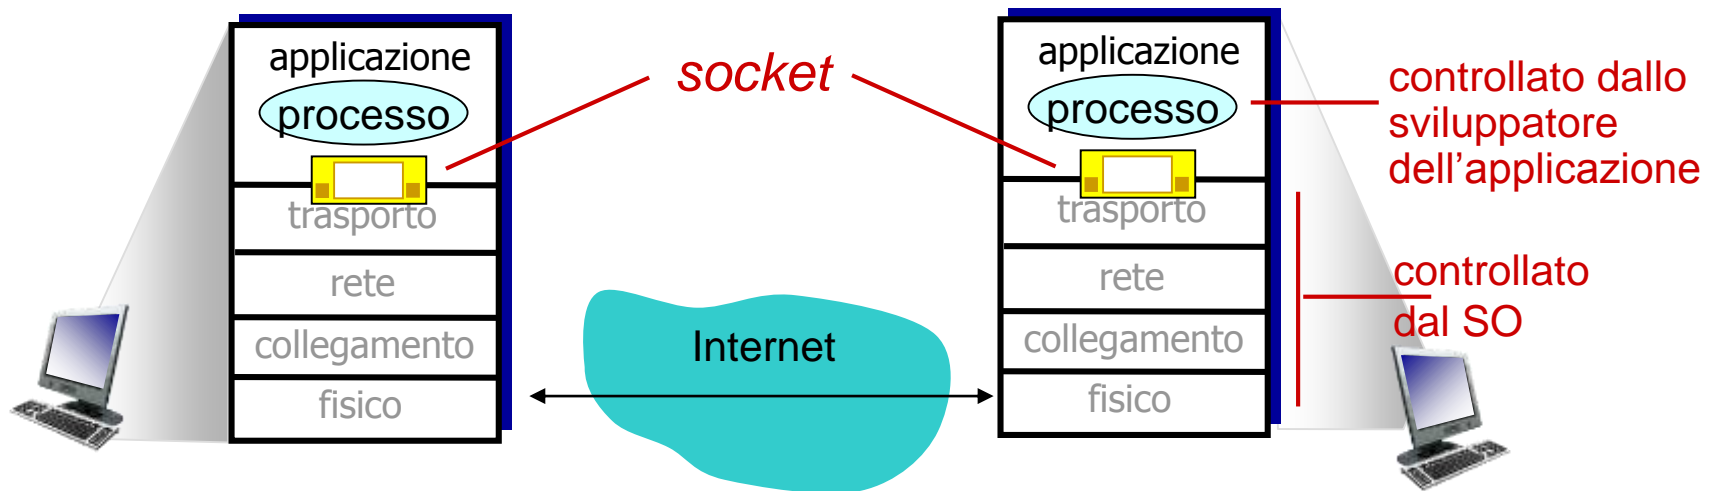 applicazione
processo
trasporto
rete
collegamento
fisico
socket
Internet
applicazione
processo
trasporto
rete
collegamento
fisico
controllato dallo
sviluppatore
dell’applicazione
controllato
dal SO